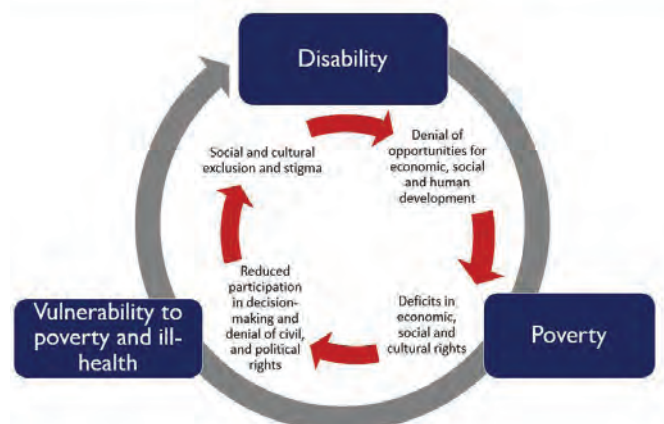 Disability
Social and cultural
exclusion and stigma
Denial of
opportunities for
economic, social
and human
development
Reduced
participation
in decision-
making and
denial of civil,
and political
rights
Deficits in
economic,
social and
cultural rights
Vulnerability to
poverty and ill-
health
Poverty